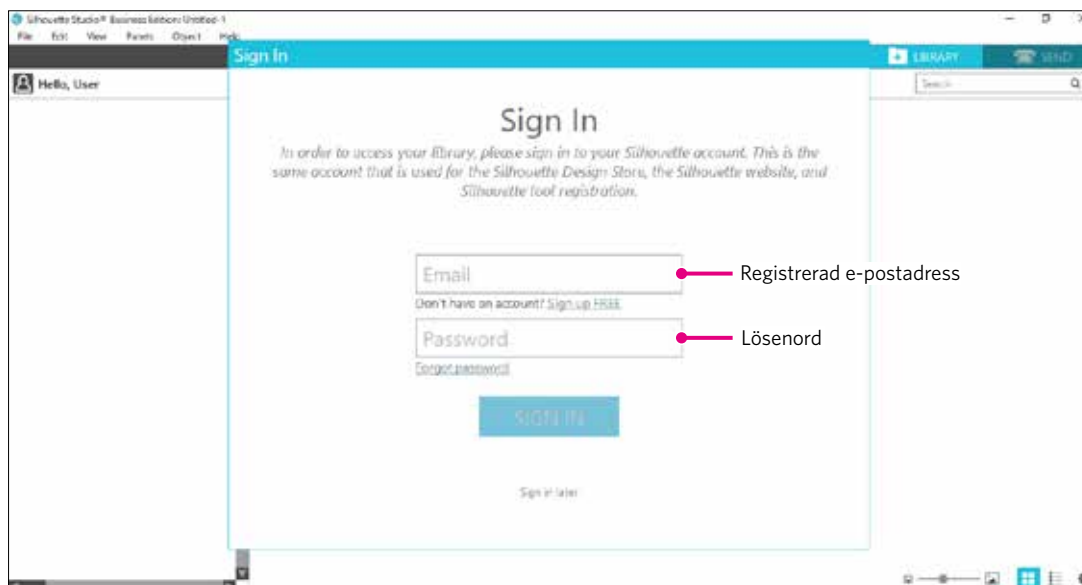 Silhouette Studio® Business Edition: Untitled-1
File Edit View Panels Object Help
Sign In
LIBRARY
SEND
Hello, User
Search
Sign In
In order to access your library, please sign in to your Silhouette account. This is the
same account that is used for the Silhouette Design Store, the Silhouette website, and
Silhouette tool registration.
Email
Registrerad e-postadress
Don't have an account? Sign up FREE
Password
Lösenord
Forgot password
SIGN IN
Sign in later